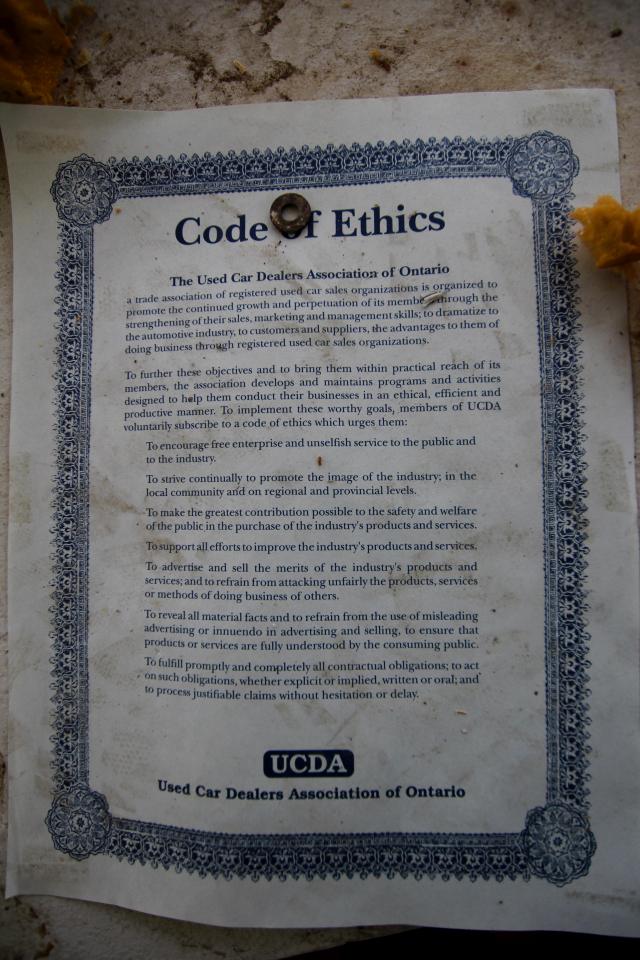 Code of Ethics
The Used Car Dealers Association of Ontario
a trade association of registered used car sales organizations is organized to
promote the continued growth and perpetuation of its members through the
strengthening of their sales, marketing and management skills; to dramatize to
the automotive industry, to customers and suppliers, the advantages to them of
doing business through registered used car sales organizations.
To further these objectives and to bring them within practical reach of its
members, the association develops and maintains programs and activities
designed to help them conduct their businesses in an ethical, efficient and
productive manner. To implement these worthy goals, members of UCDA
voluntarily subscribe to a code of ethics which urges them:
To encourage free enterprise and unselfish service to the public and
to the industry.
To strive continually to promote the image of the industry; in the
local community and on regional and provincial levels.
To make the greatest contribution possible to the safety and welfare
of the public in the purchase of the industry's products and services.
To support all efforts to improve the industry's products and services.
To advertise and sell the merits of the industry's products and
services; and to refrain from attacking unfairly the products, services
or methods of doing business of others.
To reveal all material facts and to refrain from the use of misleading
advertising or innuendo in advertising and selling, to ensure that
products or services are fully understood by the consuming public.
To fulfill promptly and completely all contractual obligations; to act
on such obligations, whether explicit or implied, written or oral; and
to process justifiable claims without hesitation or delay.
UCDA
Used Car Dealers Association of Ontario